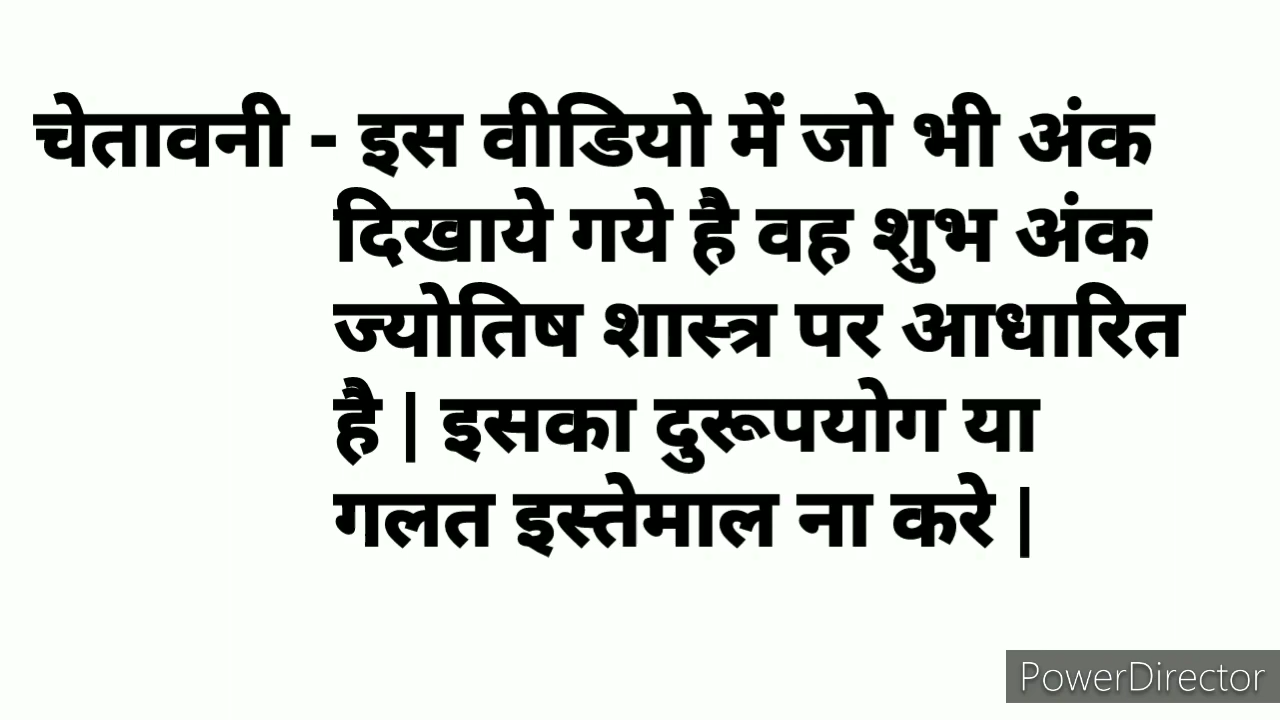 चेतावनी - इस वीडियो में जो भी अंक
दिखाये गये है वह शुभ अंक
ज्योतिष शास्त्र पर आधारित
है | इसका दुरूपयोग या
गलत इस्तेमाल ना करे |
PowerDirector